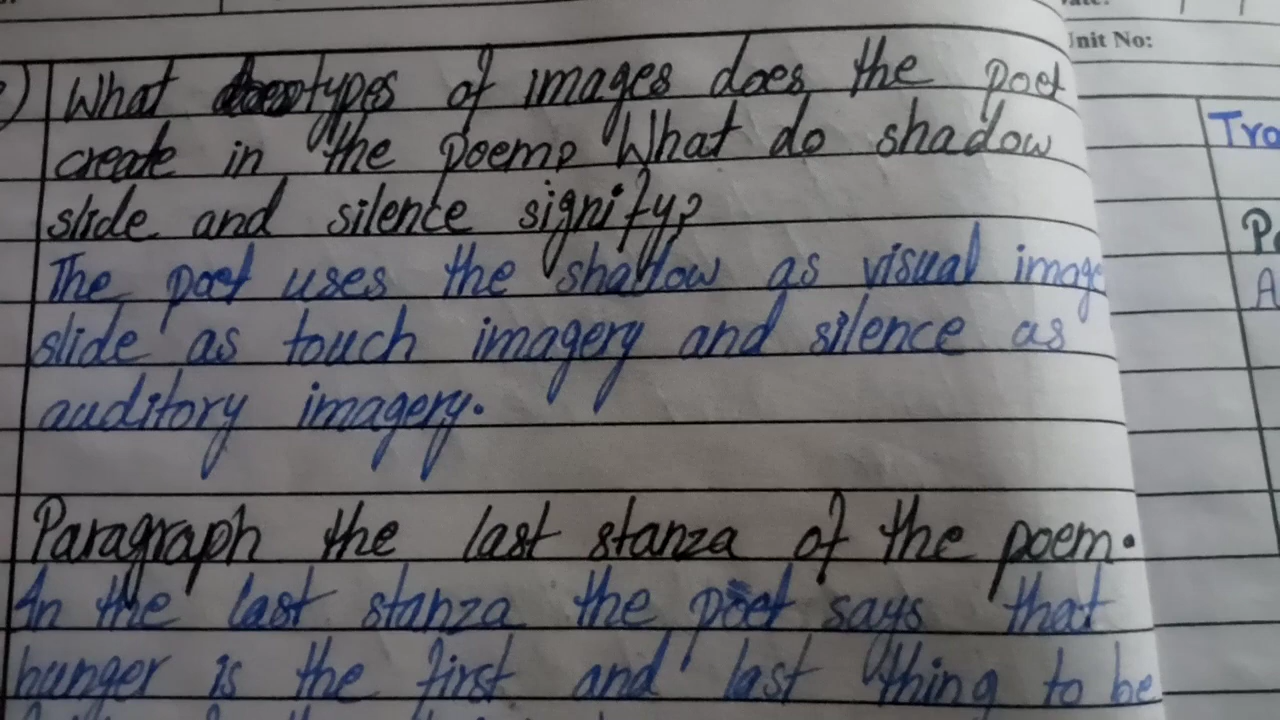 Unit No:
What types of images does the poet
create in the poem? What do shadow
slide and silence signify?
The poet uses the shallow as visual image
slide as touch imagery and silence as
auditory imagery.
Paragraph the last stanza of the poem.
In the last stanza the poet says that
hunger is the first and last thing to be
Tra
P
A